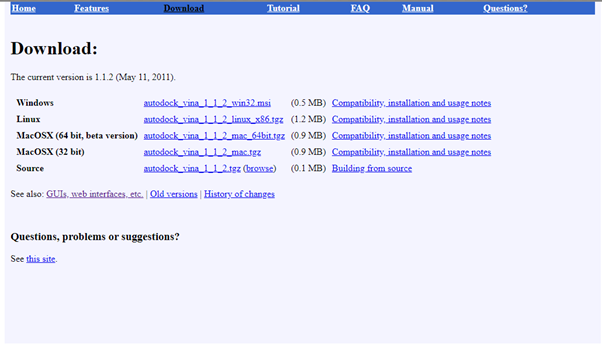 Home Features Download Tutorial FAQ Manual Questions?
Download:
The current version is 1.1.2 (May 11, 2011).
Windows autodock_vina_1_1_2_win32.msi (0.5 MB) Compatibility, installation and usage notes
Linux autodock_vina_1_1_2_linux_x86.tgz (1.2 MB) Compatibility, installation and usage notes
MacOSX (64 bit, beta version) autodock_vina_1_1_2_mac_64bit.tgz (0.9 MB) Compatibility, installation and usage notes
MacOSX (32 bit) autodock_vina_1_1_2_mac.tgz (0.9 MB) Compatibility, installation and usage notes
Source autodock_vina_1_1_2.tgz (browse) (0.1 MB) Building from source
See also: GUIs, web interfaces, etc. | Old versions | History of changes
Questions, problems or suggestions?
See this site.